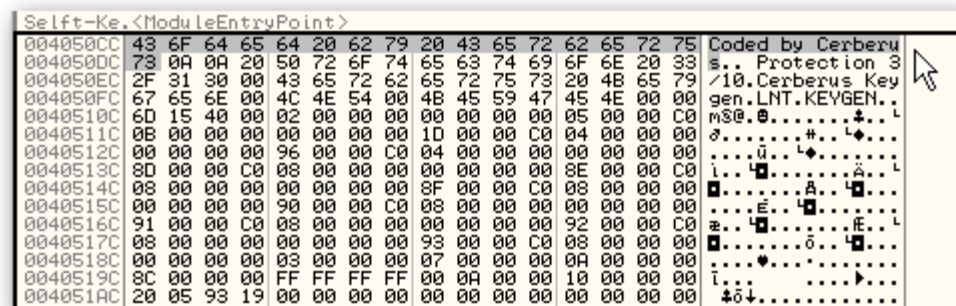 Selft-Ke.<ModuleEntryPoint>
004050CC 43 6F 64 65 64 20 62 79 20 43 65 72 62 65 72 75 Coded by Cerberu
004050DC 73 0A 0A 20 50 72 6F 74 65 63 74 69 6F 6E 20 33 s.. Protection 3
004050EC 2F 31 30 00 43 65 72 62 65 72 75 73 20 4B 65 79 /10.Cerberus Key
004050FC 67 65 6E 00 4C 4E 54 00 4B 45 59 47 45 4E 00 00 gen.LNT.KEYGEN..
0040510C 6D 15 40 00 02 00 00 00 00 00 00 00 05 00 00 C0 m§@.☻.......♣..└
0040511C 0B 00 00 00 00 00 00 00 1D 00 00 C0 04 00 00 00 ♂.......#..└♦...
0040512C 00 00 00 00 96 00 00 C0 04 00 00 00 00 00 00 00 ....û..└♦.......
0040513C 8D 00 00 C0 08 00 00 00 00 00 00 00 8E 00 00 C0 ì..└◘.......Ä..└
0040514C 08 00 00 00 00 00 00 00 8F 00 00 C0 08 00 00 00 ◘.......Å..└◘...
0040515C 00 00 00 00 90 00 00 C0 08 00 00 00 00 00 00 00 ....É..└◘.......
0040516C 91 00 00 C0 08 00 00 00 00 00 00 00 92 00 00 C0 æ..└◘.......Æ..└
0040517C 08 00 00 00 00 00 00 00 93 00 00 C0 08 00 00 00 ◘.......ô..└◘...
0040518C 00 00 00 00 03 00 00 00 07 00 00 00 0A 00 00 00 ....♥...•.......
0040519C 8C 00 00 00 FF FF FF FF 00 0A 00 00 10 00 00 00 î...    ....►...
004051AC 20 05 93 19 00 00 00 00 00 00 00 00 00 00 00 00  ♣ô↓............